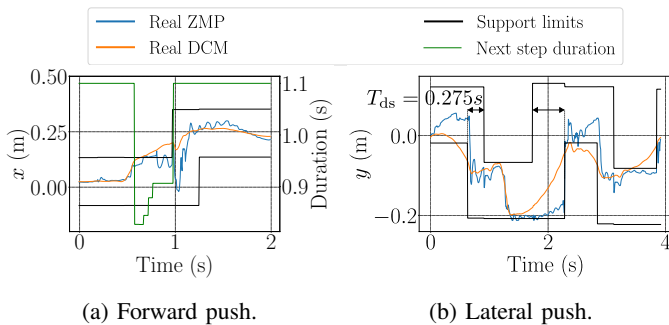 Real ZMP
Real DCM
Support limits
Next step duration
0.50
0.25
0.00
x (m)
1.1
1.0
0.9
Duration (s)
0
1
2
Time (s)
T_ds = 0.275s
0.0
−0.2
y (m)
0
2
4
Time (s)
(a) Forward push.
(b) Lateral push.